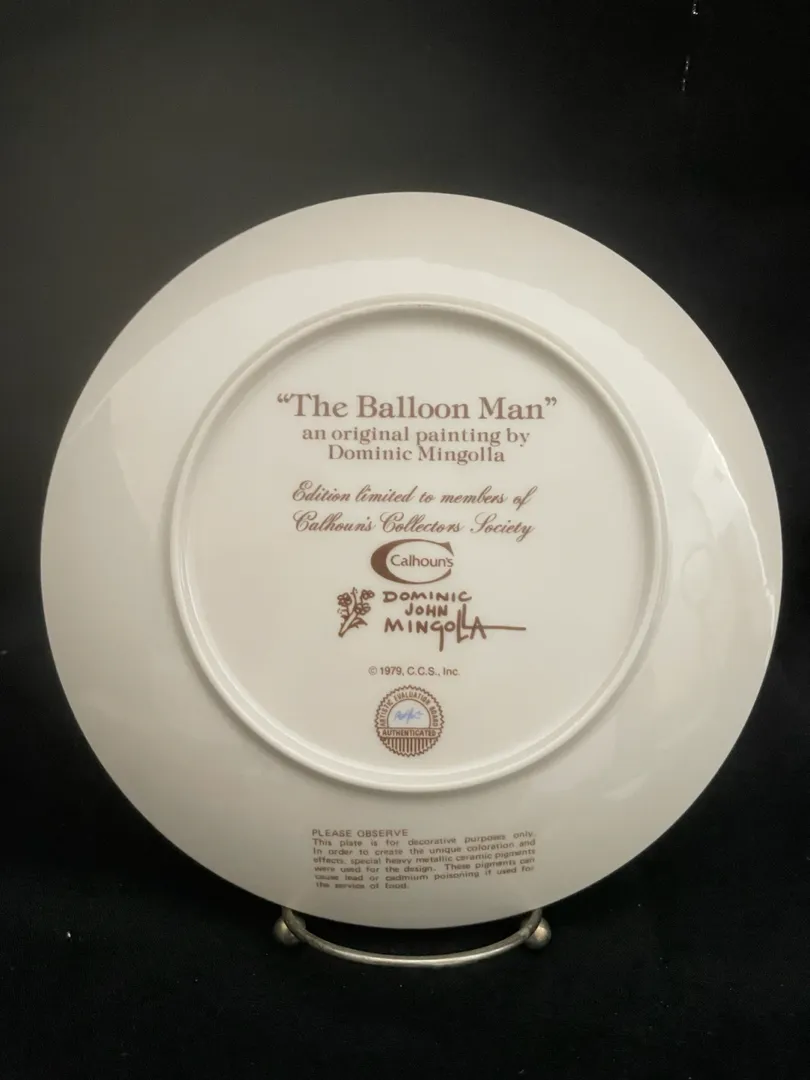 “The Balloon Man”
an original painting by
Dominic Mingolla
Edition limited to members of
Calhoun's Collectors Society
Calhoun's
DOMINIC
JOHN
MINGOLLA
© 1979, C.C.S., Inc.
ARTISTIC EVALUATION BOARD
AUTHENTICATED
PLEASE OBSERVE
This plate is for decorative purposes only.
In order to create the unique coloration and
effects, special heavy metallic ceramic pigments
were used for the design. These pigments can
cause lead or cadmium poisoning if used for
the service of food.